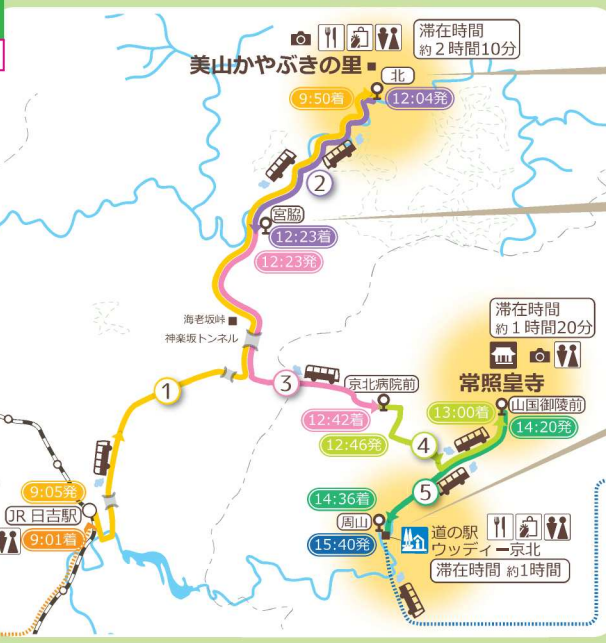 滞在時間
約2時間10分
美山かやぶきの里
北
9:50着
12:04発
②
宮脇
12:23着
12:23発
海老坂峠
神楽坂トンネル
滞在時間
約1時間20分
①
③
京北病院前
常照皇寺
12:42着
13:00着
山国御陵前
12:46発
14:20発
④
⑤
9:05発
14:36着
JR 日吉駅
周山
道の駅
ウッディー京北
9:01着
15:40発
滞在時間 約1時間